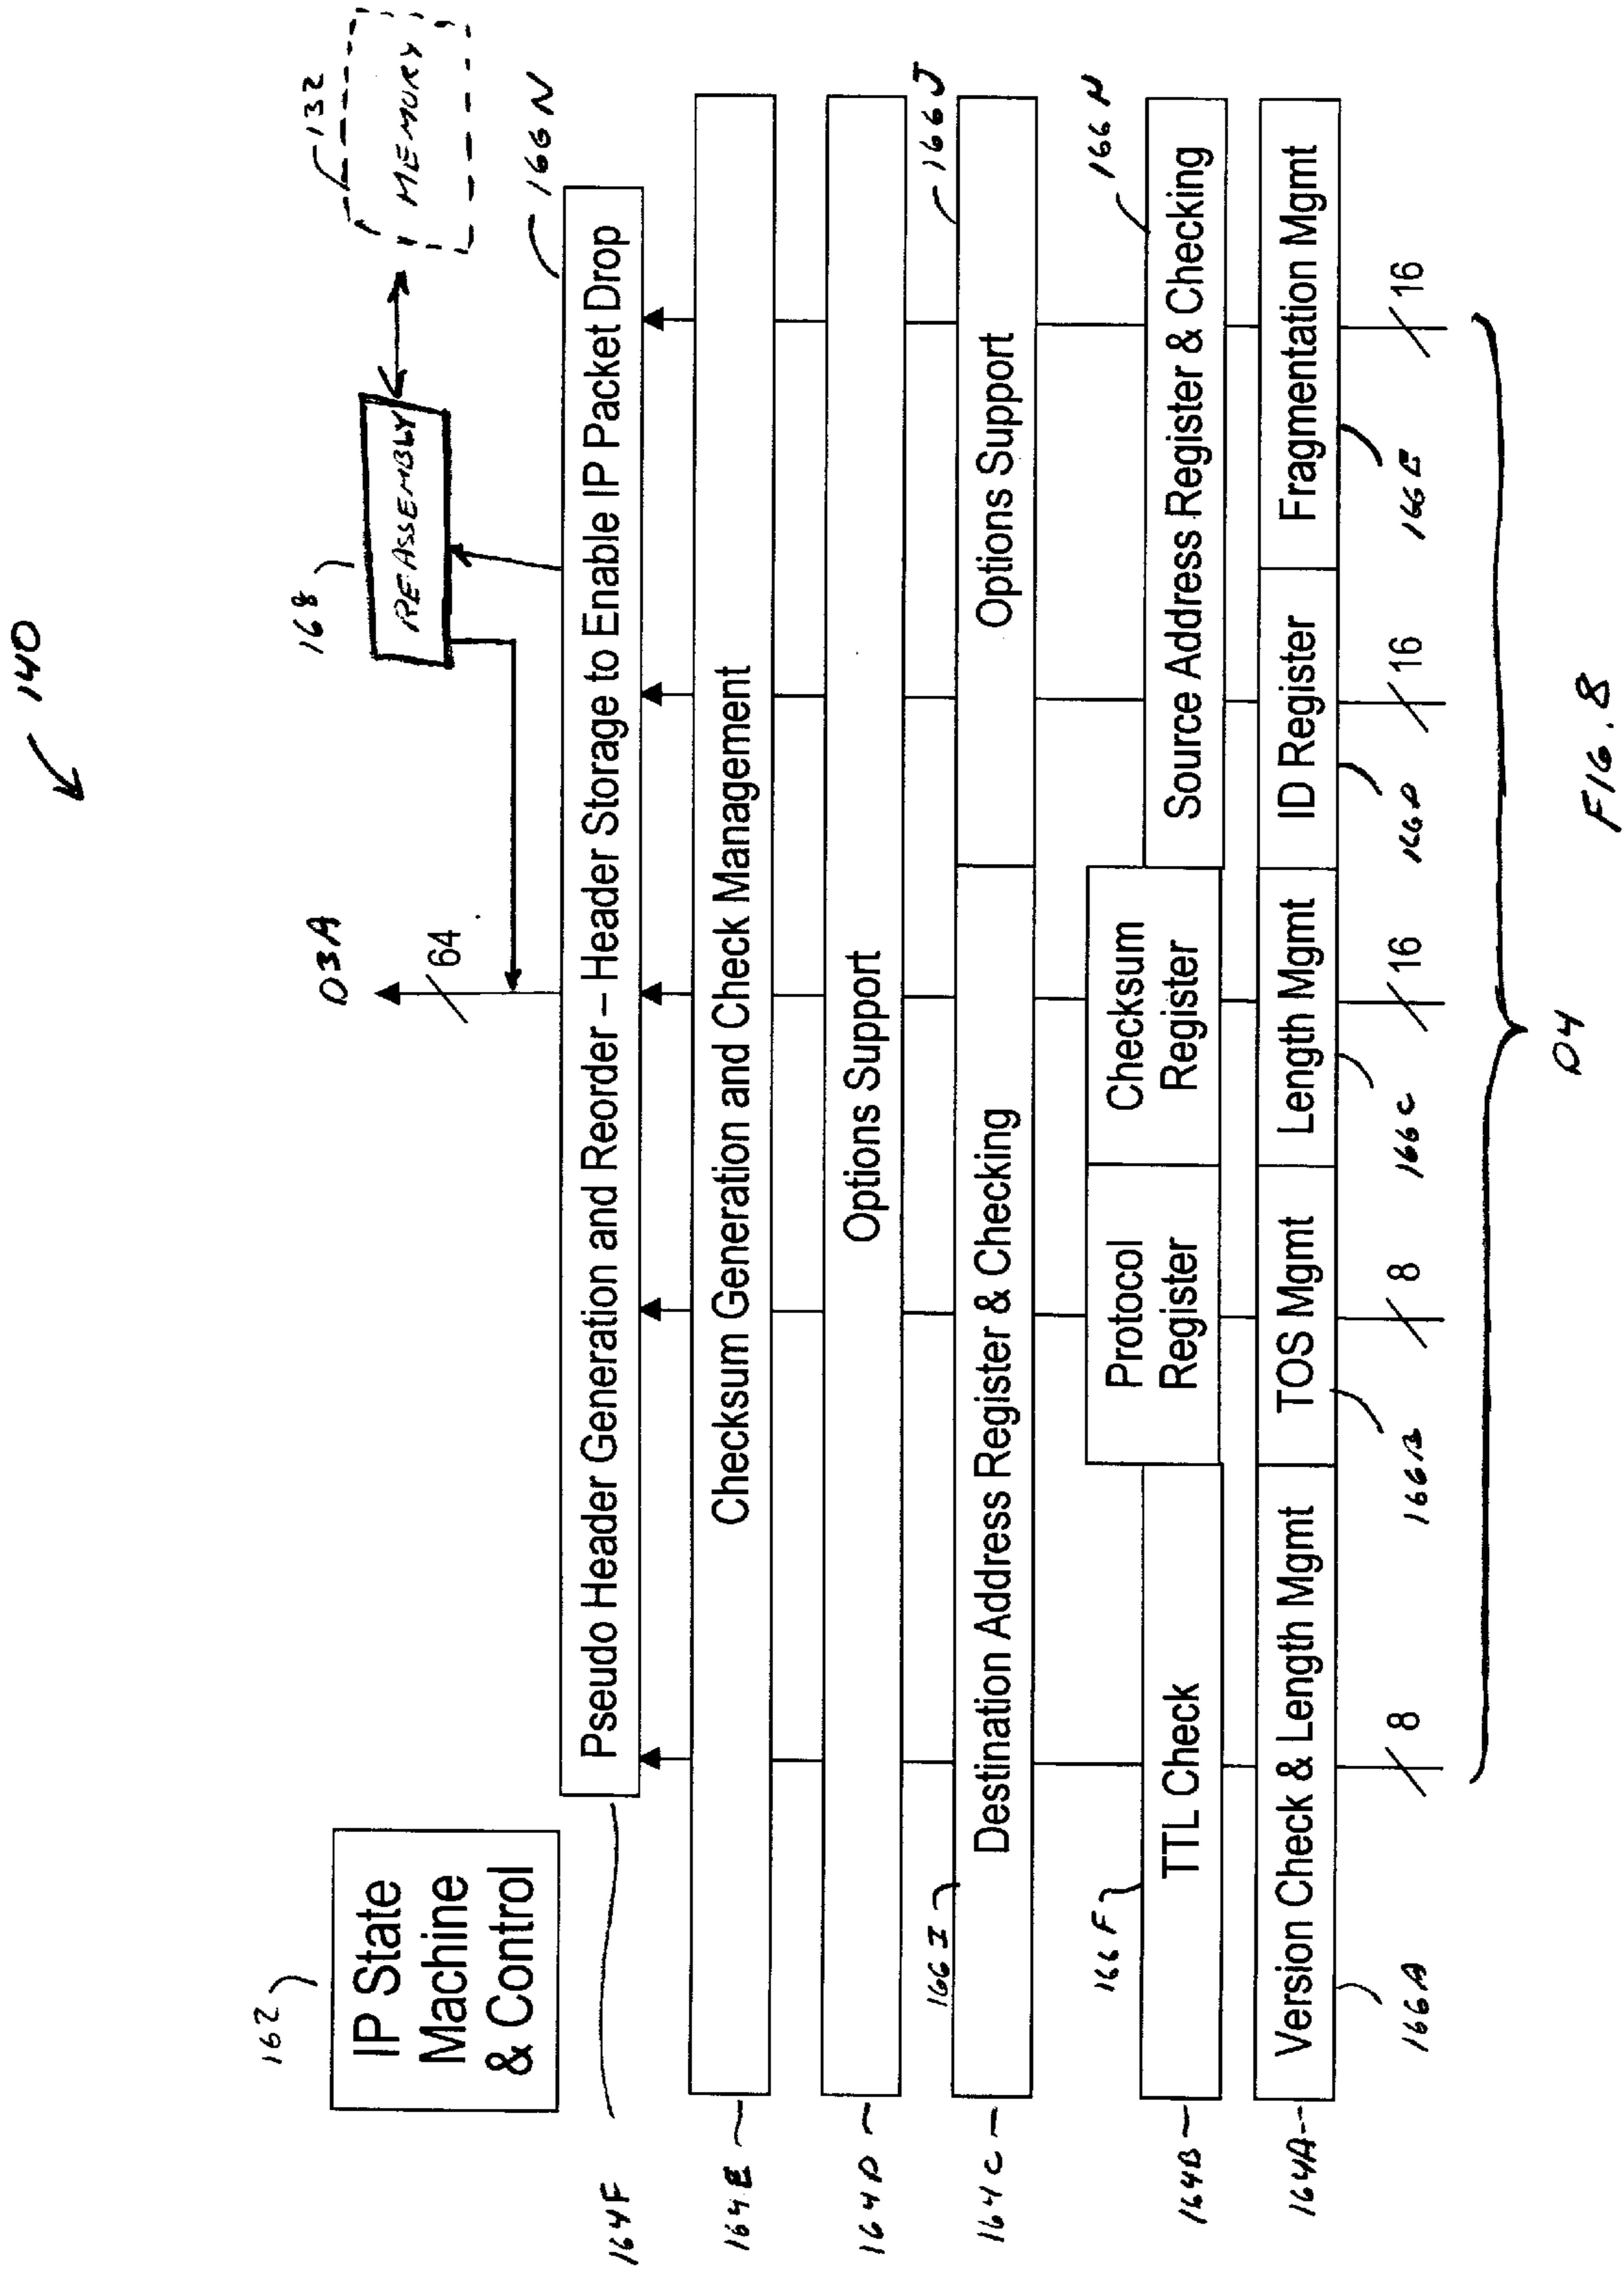 140
162
IP State
Machine
& Control
D3A
64
168
REASSEMBLY
132
MEMORY
166N
164F
Pseudo Header Generation and Reorder – Header Storage to Enable IP Packet Drop
164E
Checksum Generation and Check Management
164D
Options Support
166I
166J
164C
Destination Address Register & Checking
Options Support
166F
166H
164B
TTL Check
Protocol
Register
Checksum
Register
Source Address Register & Checking
164A
Version Check & Length Mgmt
TOS Mgmt
Length Mgmt
ID Register
Fragmentation Mgmt
166A
8
166B
8
166C
16
166D
16
166E
16
D4
FIG. 8